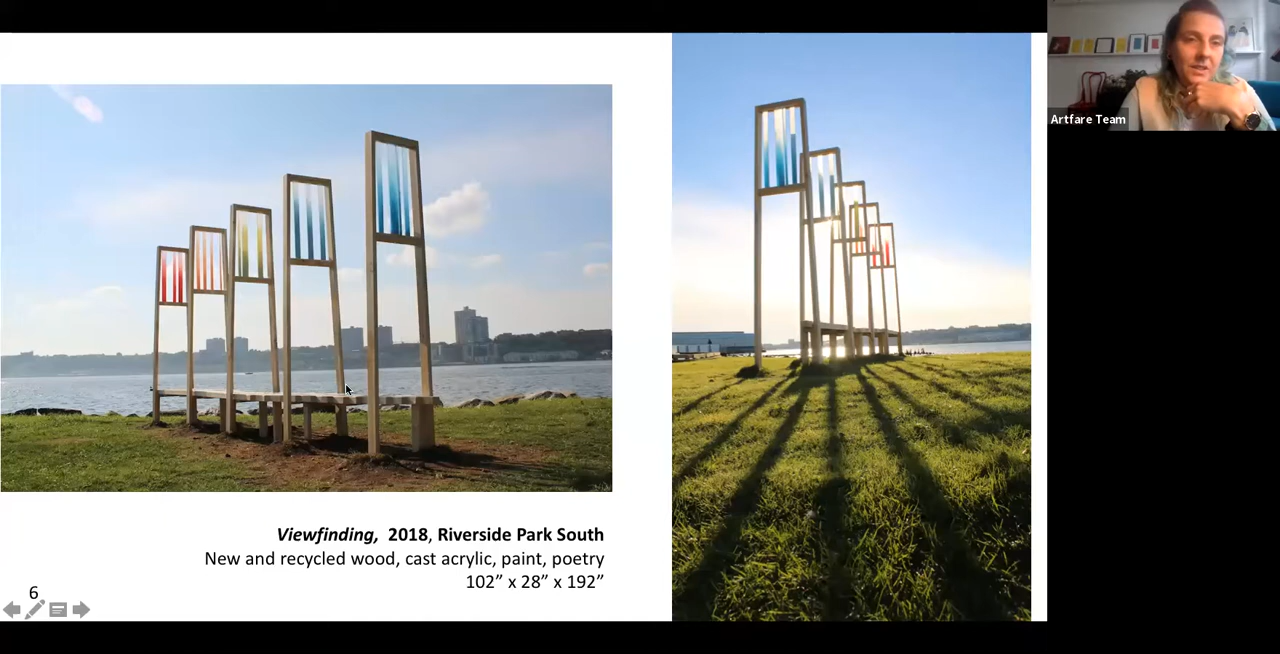 Artfare Team
Viewfinding, 2018, Riverside Park South
New and recycled wood, cast acrylic, paint, poetry
102” x 28” x 192”
6